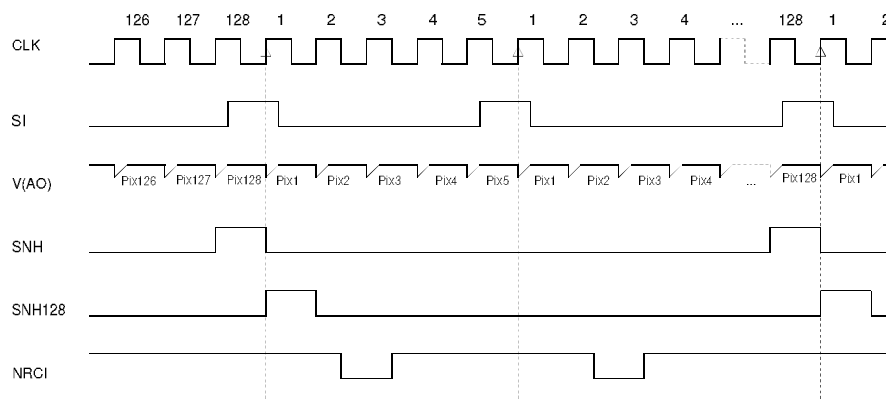 126 127 128 1 2 3 4 5 1 2 3 4 ... 128 1 2
CLK
SI
V(AO) Pix126 Pix127 Pix128 Pix1 Pix2 Pix3 Pix4 Pix5 Pix1 Pix2 Pix3 Pix4 ... Pix128 Pix1
SNH
SNH128
NRCI